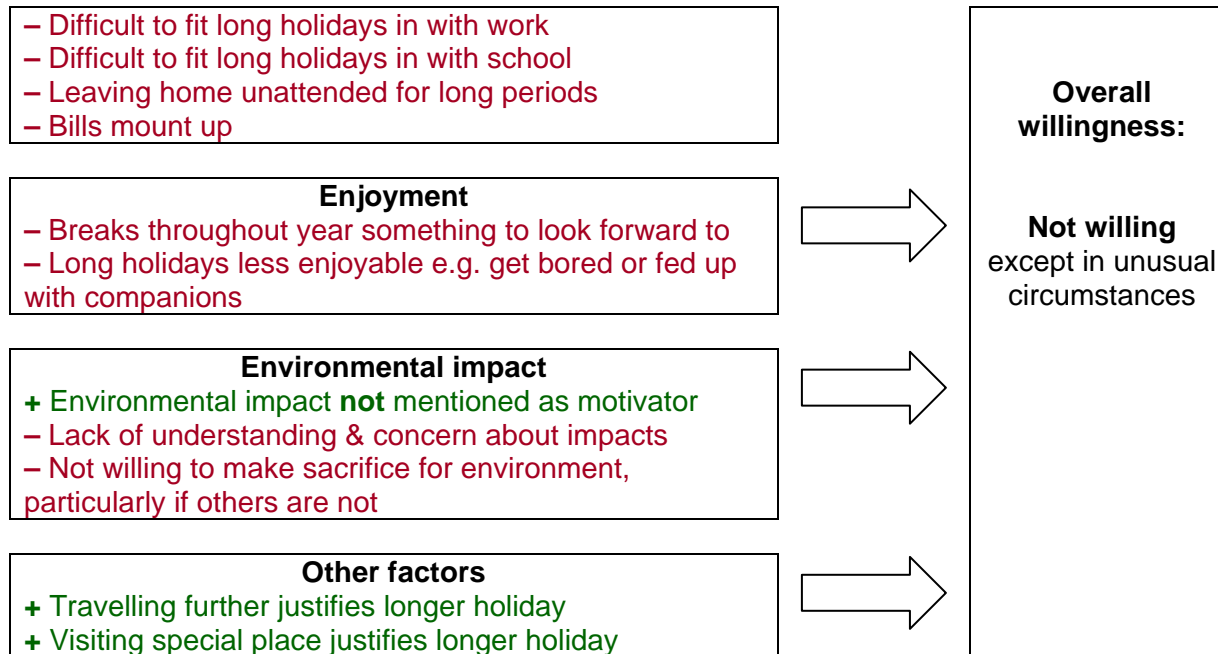 – Difficult to fit long holidays in with work
– Difficult to fit long holidays in with school
– Leaving home unattended for long periods
– Bills mount up
Enjoyment
– Breaks throughout year something to look forward to
– Long holidays less enjoyable e.g. get bored or fed up
with companions
Environmental impact
+ Environmental impact not mentioned as motivator
– Lack of understanding & concern about impacts
– Not willing to make sacrifice for environment,
particularly if others are not
Other factors
+ Travelling further justifies longer holiday
+ Visiting special place justifies longer holiday
Overall
willingness:
Not willing
except in unusual
circumstances